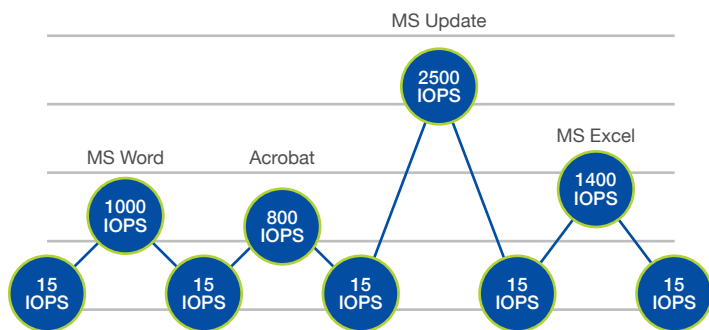 MS Update
2500
IOPS
MS Word
Acrobat
MS Excel
1000
IOPS
800
IOPS
1400
IOPS
15
IOPS
15
IOPS
15
IOPS
15
IOPS
15
IOPS